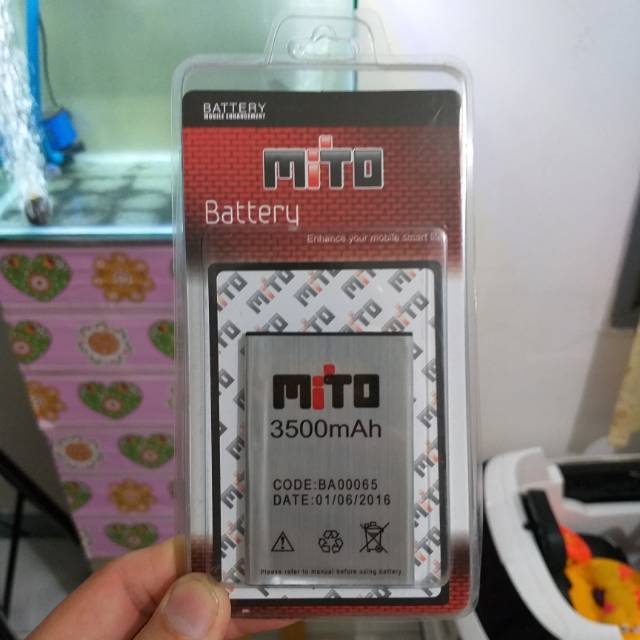 BATTERY
MOBILE ENHANCEMENT
MiTO
Battery
Enhance your mobile smart
MiTO
3500mAh
CODE:BA00065
DATE:01/06/2016
Please refer to manual before using battery